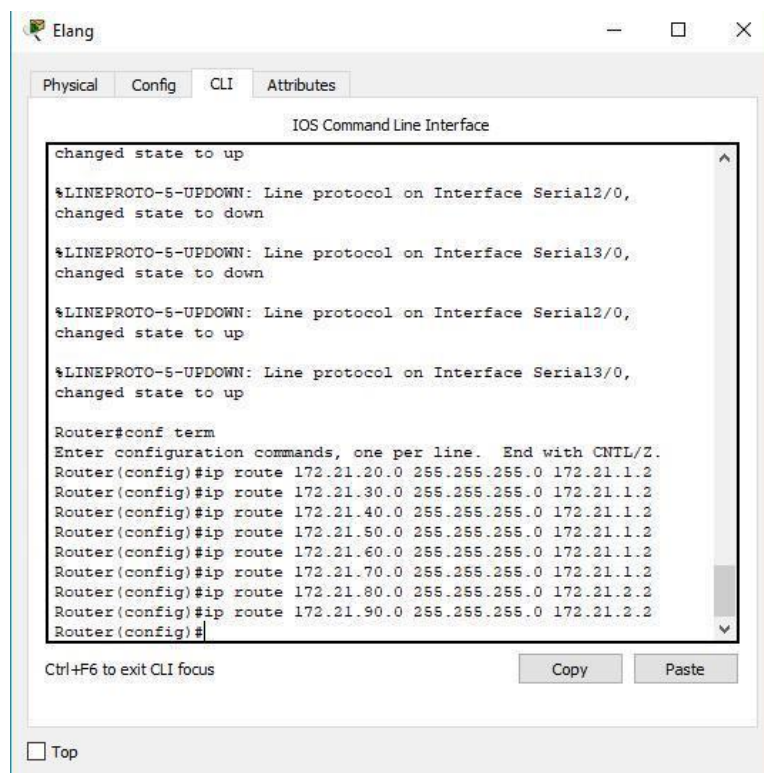 Elang
Physical Config CLI Attributes
IOS Command Line Interface
changed state to up
%LINEPROTO-5-UPDOWN: Line protocol on Interface Serial2/0,
changed state to down
%LINEPROTO-5-UPDOWN: Line protocol on Interface Serial3/0,
changed state to down
%LINEPROTO-5-UPDOWN: Line protocol on Interface Serial2/0,
changed state to up
%LINEPROTO-5-UPDOWN: Line protocol on Interface Serial3/0,
changed state to up
Router#conf term
Enter configuration commands, one per line.  End with CNTL/Z.
Router(config)#ip route 172.21.20.0 255.255.255.0 172.21.1.2
Router(config)#ip route 172.21.30.0 255.255.255.0 172.21.1.2
Router(config)#ip route 172.21.40.0 255.255.255.0 172.21.1.2
Router(config)#ip route 172.21.50.0 255.255.255.0 172.21.1.2
Router(config)#ip route 172.21.60.0 255.255.255.0 172.21.1.2
Router(config)#ip route 172.21.70.0 255.255.255.0 172.21.1.2
Router(config)#ip route 172.21.80.0 255.255.255.0 172.21.2.2
Router(config)#ip route 172.21.90.0 255.255.255.0 172.21.2.2
Router(config)#
Ctrl+F6 to exit CLI focus
Copy Paste
Top